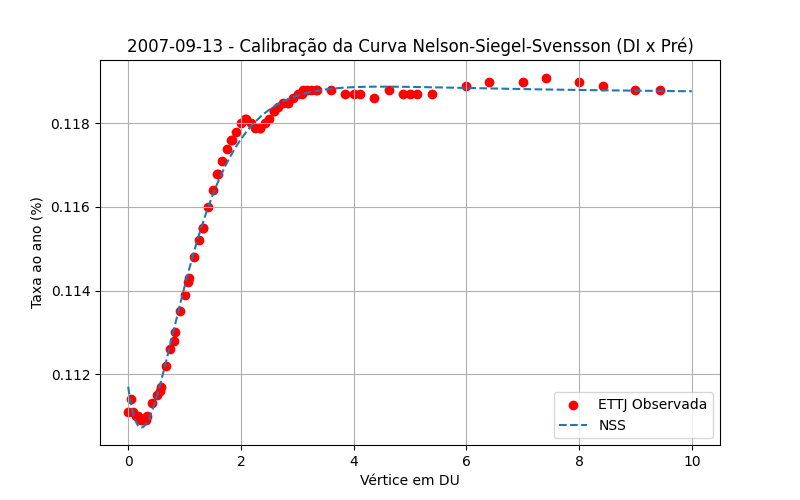 2007-09-13 - Calibração da Curva Nelson-Siegel-Svensson (DI x Pré)
Taxa ao ano (%)
0.118
0.116
0.114
0.112
0
2
4
6
8
10
Vértice em DU
ETTJ Observada
NSS